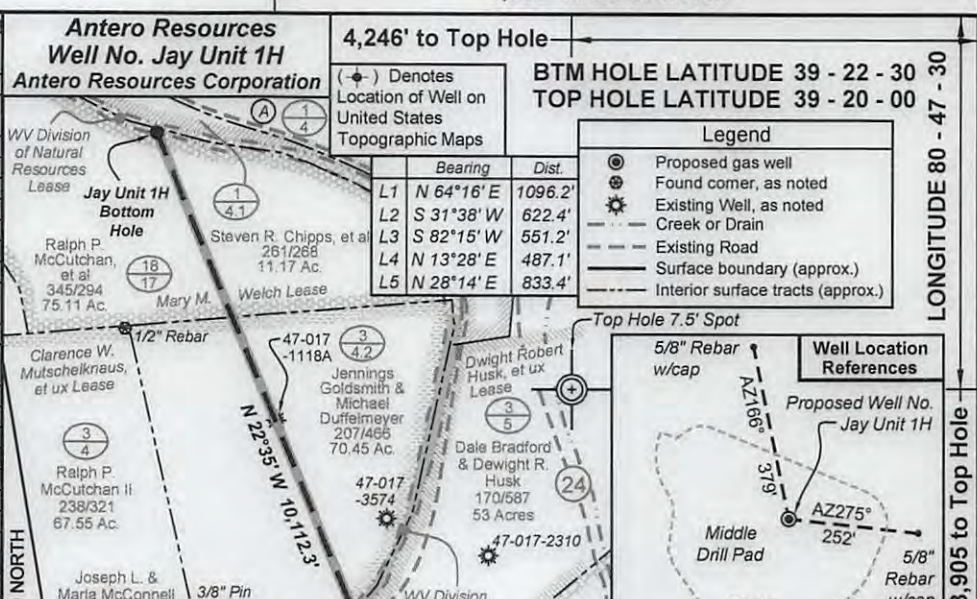 Antero Resources
Well No. Jay Unit 1H
Antero Resources Corporation
4,246' to Top Hole
(-●-) Denotes
Location of Well on
United States
Topographic Maps
BTM HOLE LATITUDE 39 - 22 - 30
TOP HOLE LATITUDE 39 - 20 - 00
LONGITUDE 80 - 47 - 30
Bearing Dist.
L1 N 64°16' E 1096.2'
L2 S 31°38' W 622.4'
L3 S 82°15' W 551.2'
L4 N 13°28' E 487.1'
L5 N 28°14' E 833.4'
Legend
Proposed gas well
Found corner, as noted
Existing Well, as noted
Creek or Drain
Existing Road
Surface boundary (approx.)
Interior surface tracts (approx.)
A
1
4
WV Division
of Natural
Resources
Lease
Jay Unit 1H
Bottom
Hole
1
4.1
Steven R. Chipps, et al
261/268
11.17 Ac.
Ralph P.
McCutchan,
et al
345/294
75.11 Ac.
18
17
Mary M. Welch Lease
1/2" Rebar
Clarence W.
Mutschelknaus,
et ux Lease
47-017
-1118A
3
4.2
Jennings
Goldsmith &
Michael
Duffelmeyer
207/466
70.45 Ac.
Dwight Robert
Husk, et ux
Lease
3
5
Dale Bradford
& Dewight R.
Husk
170/587
53 Acres
Top Hole 7.5' Spot
24
3
4
Ralph P.
McCutchan II
238/321
67.55 Ac.
N 22°35' W 10,112.3'
47-017
-3574
47-017-2310
NORTH
Joseph L. &
Marla McConnell
3/8" Pin
WV Division
Well Location
References
5/8" Rebar
w/cap
AZ166°
379'
Proposed Well No.
Jay Unit 1H
AZ275°
252'
Middle
Drill Pad
5/8"
Rebar
w/cap
,905 to Top Hole